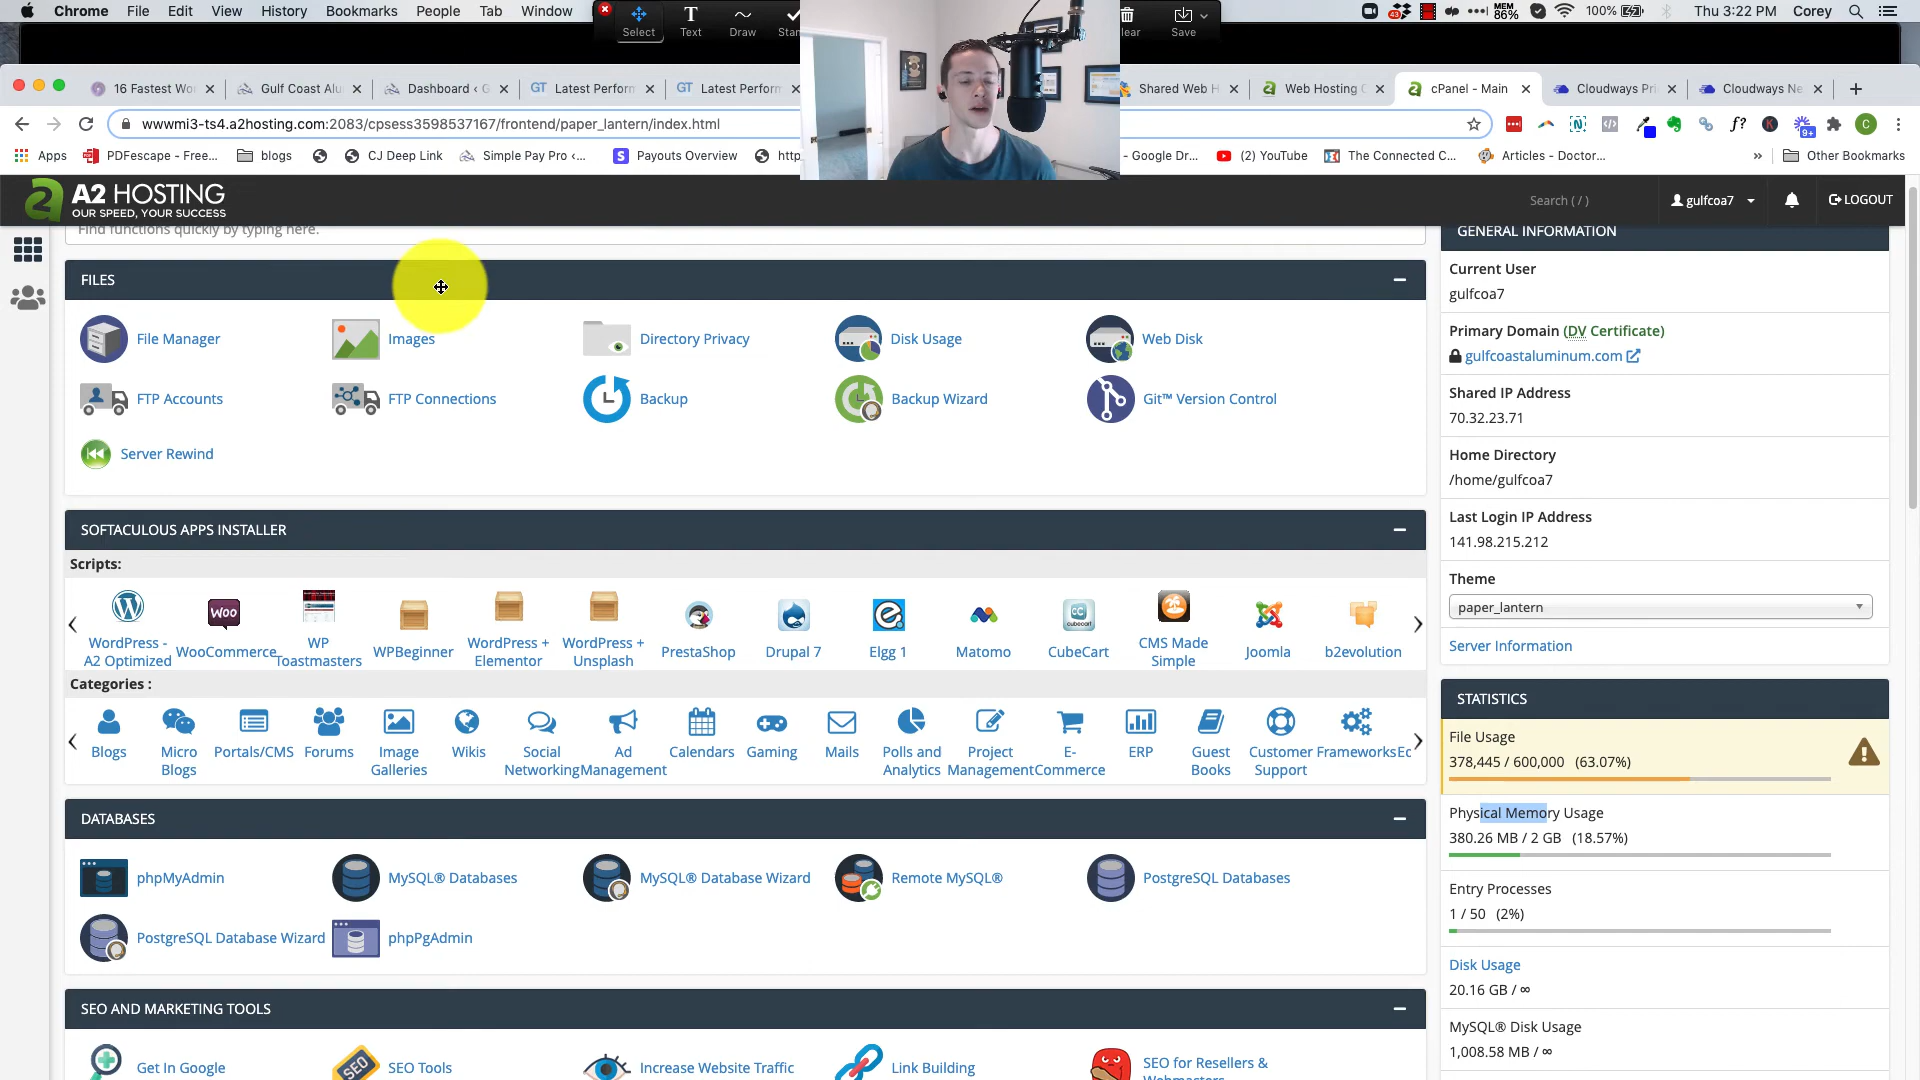 Chrome File Edit View History Bookmarks People Tab Window
Select Text Draw Save
43 MEM 86% 100% Thu 3:22 PM Corey
16 Fastest Wo Gulf Coast Alu Dashboard ‹ G GT Latest Perform GT Latest Perform Shared Web H Web Hosting cPanel - Main Cloudways Pri Cloudways Ne
wwwmi3-ts4.a2hosting.com:2083/cpsess3598537167/frontend/paper_lantern/index.html
Apps PDFescape - Free... blogs CJ Deep Link Simple Pay Pro ‹... Payouts Overview - Google Dr... (2) YouTube The Connected C... Articles - Doctor... » Other Bookmarks
A2 HOSTING
OUR SPEED, YOUR SUCCESS
Search ( / ) gulfcoa7 LOGOUT
Find functions quickly by typing here.
FILES
File Manager Images Directory Privacy Disk Usage Web Disk
FTP Accounts FTP Connections Backup Backup Wizard Git™ Version Control
Server Rewind
SOFTACULOUS APPS INSTALLER
Scripts:
WordPress - A2 Optimized WooCommerce WP Toastmasters WPBeginner WordPress + Elementor WordPress + Unsplash PrestaShop Drupal 7 Elgg 1 Matomo CubeCart CMS Made Simple Joomla b2evolution
Categories :
Blogs Micro Blogs Portals/CMS Forums Image Galleries Wikis Social Networking Ad Management Calendars Gaming Mails Polls and Analytics Project Management E-Commerce ERP Guest Books Customer Support Frameworks
DATABASES
phpMyAdmin MySQL® Databases MySQL® Database Wizard Remote MySQL® PostgreSQL Databases
PostgreSQL Database Wizard phpPgAdmin
SEO AND MARKETING TOOLS
Get In Google SEO Tools Increase Website Traffic Link Building SEO for Resellers &
GENERAL INFORMATION
Current User
gulfcoa7
Primary Domain (DV Certificate)
gulfcoastaluminum.com
Shared IP Address
70.32.23.71
Home Directory
/home/gulfcoa7
Last Login IP Address
141.98.215.212
Theme
paper_lantern
Server Information
STATISTICS
File Usage
378,445 / 600,000 (63.07%)
Physical Memory Usage
380.26 MB / 2 GB (18.57%)
Entry Processes
1 / 50 (2%)
Disk Usage
20.16 GB / ∞
MySQL® Disk Usage
1,008.58 MB / ∞